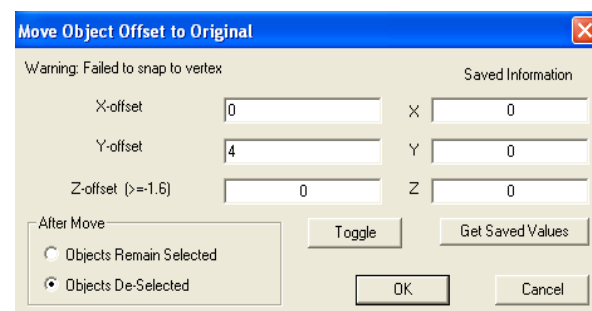 Move Object Offset to Original
Warning: Failed to snap to vertex
Saved Information
X-offset 0 X 0
Y-offset 4 Y 0
Z-offset (>=-1.6) 0 Z 0
After Move
Toggle Get Saved Values
Objects Remain Selected
Objects De-Selected
OK Cancel